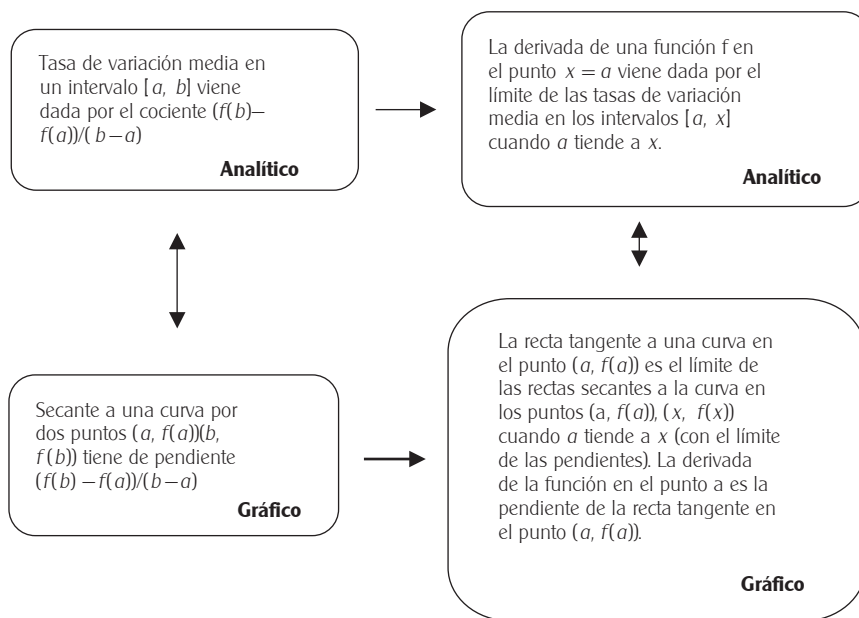 Tasa de variación media en
un intervalo [a, b] viene
dada por el cociente (f(b)–
f(a))/(b – a)
Analítico
La derivada de una función f en
el punto x = a viene dada por el
límite de las tasas de variación
media en los intervalos [a, x]
cuando a tiende a x.
Analítico
Secante a una curva por
dos puntos (a, f(a))(b,
f(b)) tiene de pendiente
(f(b) – f(a))/(b – a)
Gráfico
La recta tangente a una curva en
el punto (a, f(a)) es el límite de
las rectas secantes a la curva en
los puntos (a, f(a)), (x, f(x))
cuando a tiende a x (con el límite
de las pendientes). La derivada
de la función en el punto a es la
pendiente de la recta tangente en
el punto (a, f(a)).
Gráfico